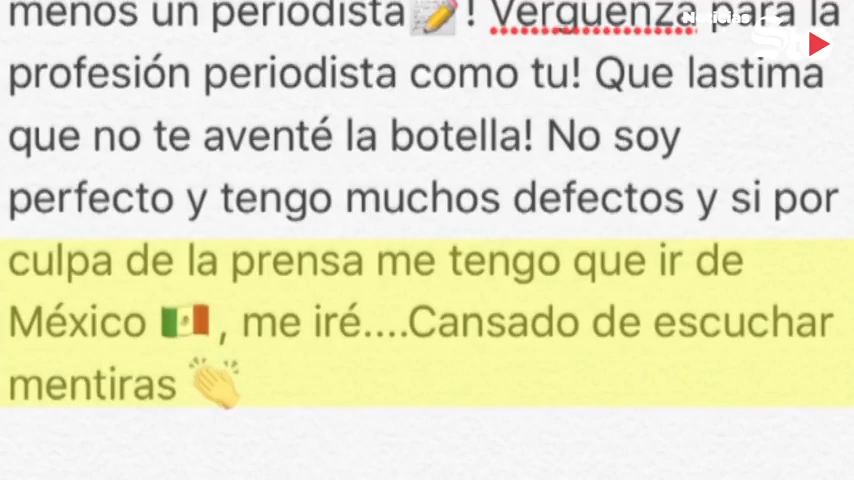 menos un periodista📝! Vergüenza para la
Noticias
profesión periodista como tu! Que lastima
que no te aventé la botella! No soy
perfecto y tengo muchos defectos y si por
culpa de la prensa me tengo que ir de
México 🇲🇽, me iré....Cansado de escuchar
mentiras 👏